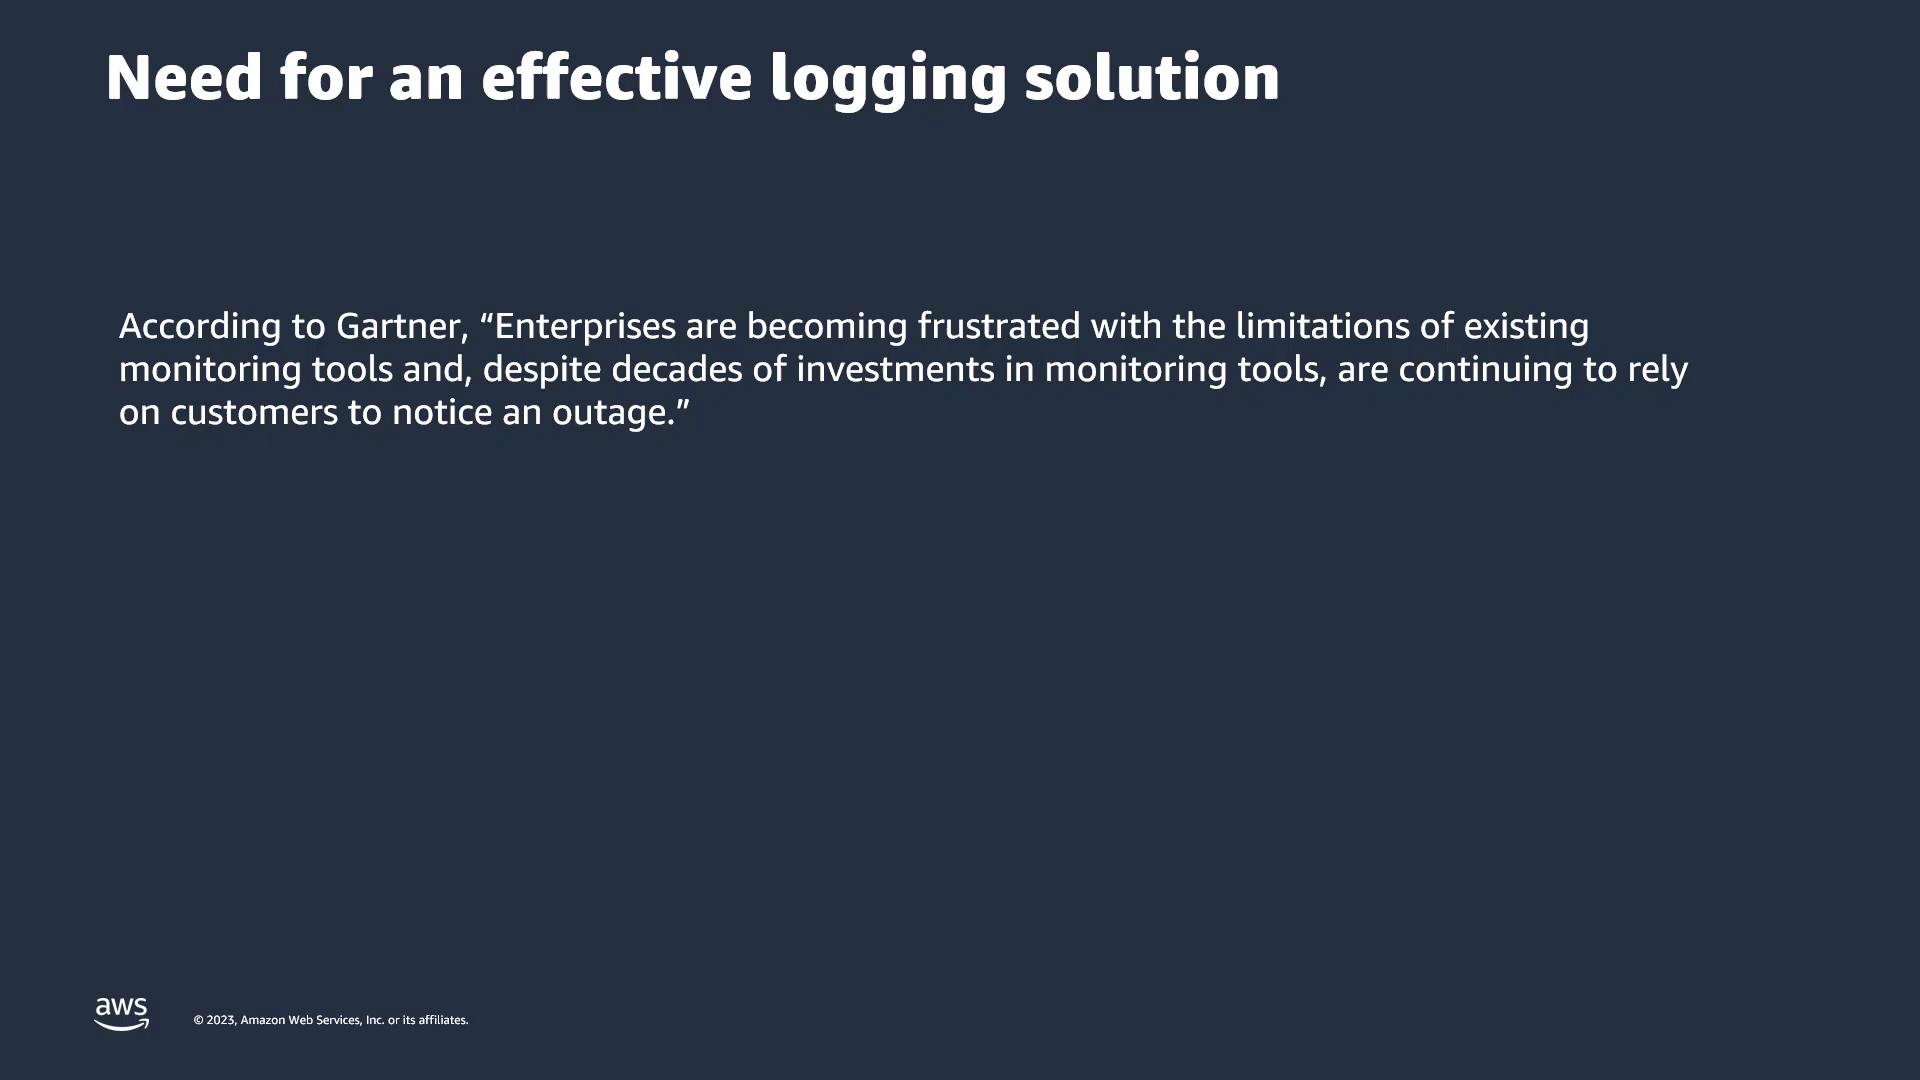 Need for an effective logging solution
According to Gartner, “Enterprises are becoming frustrated with the limitations of existing
monitoring tools and, despite decades of investments in monitoring tools, are continuing to rely
on customers to notice an outage.”
aws
© 2023, Amazon Web Services, Inc. or its affiliates.